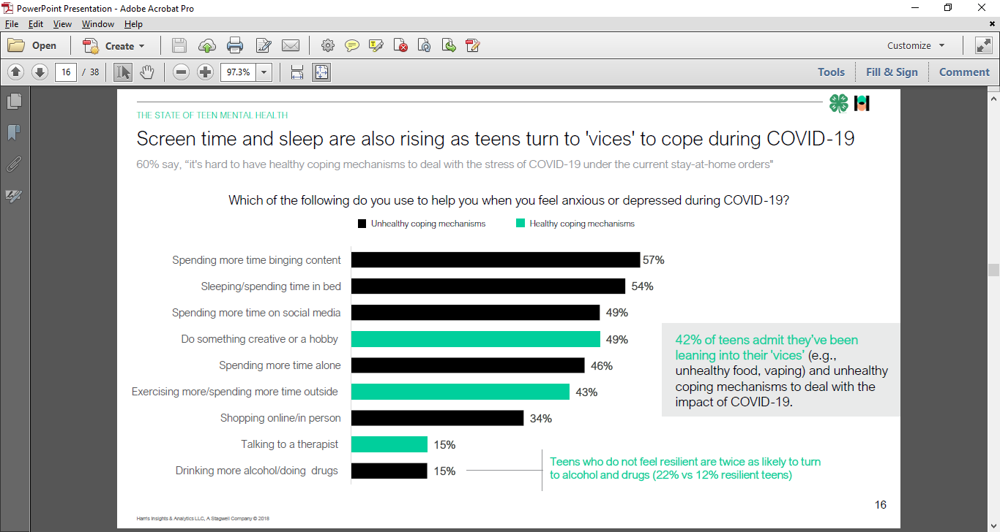 PowerPoint Presentation - Adobe Acrobat Pro
File Edit View Window Help
Open Create Customize
16 / 38 97.3% Tools Fill & Sign Comment
THE STATE OF TEEN MENTAL HEALTH
Screen time and sleep are also rising as teens turn to 'vices' to cope during COVID-19
60% say, “it's hard to have healthy coping mechanisms to deal with the stress of COVID-19 under the current stay-at-home orders"
Which of the following do you use to help you when you feel anxious or depressed during COVID-19?
Unhealthy coping mechanisms Healthy coping mechanisms
Spending more time binging content 57%
Sleeping/spending time in bed 54%
Spending more time on social media 49%
Do something creative or a hobby 49%
Spending more time alone 46%
Exercising more/spending more time outside 43%
Shopping online/in person 34%
Talking to a therapist 15%
Drinking more alcohol/doing drugs 15%
42% of teens admit they've been
leaning into their 'vices' (e.g.,
unhealthy food, vaping) and unhealthy
coping mechanisms to deal with the
impact of COVID-19.
Teens who do not feel resilient are twice as likely to turn
to alcohol and drugs (22% vs 12% resilient teens)
16
Harris Insights & Analytics LLC, A Stagwell Company © 2018